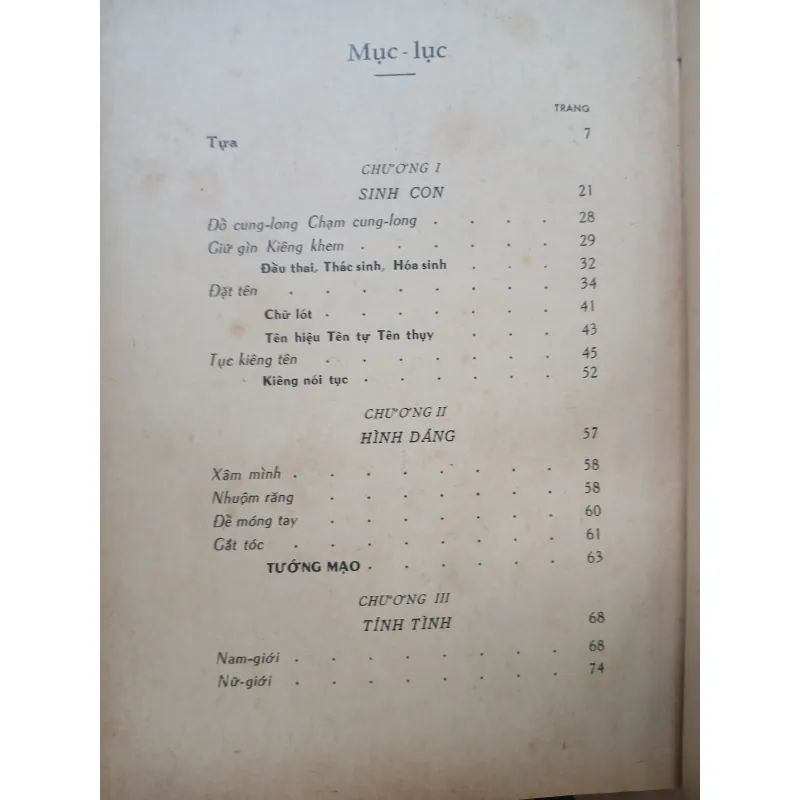 Mục - lục
TRANG
Tựa 7
CHƯƠNG I
SINH CON 21
Đồ cung-long Chạm cung-long . . . . 28
Giữ gìn Kiêng khem . . . . . . 29
Đầu thai, Thác sinh, Hóa sinh . . . 32
Đặt tên . . . . . . . . 34
Chữ lót . . . . . . . 41
Tên hiệu Tên tự Tên thụy . . . 43
Tục kiêng tên . . . . . . . 45
Kiêng nói tục . . . . . . 52
CHƯƠNG II
HÌNH DÁNG 57
Xăm mình . . . . . . . . 58
Nhuộm răng . . . . . . . 58
Để móng tay . . . . . . . 60
Gắt tóc . . . . . . . . 61
TƯỚNG MẠO . . . . . . 63
CHƯƠNG III
TÍNH TÌNH 68
Nam-giới . . . . . . . . 68
Nữ-giới . . . . . . . . 74